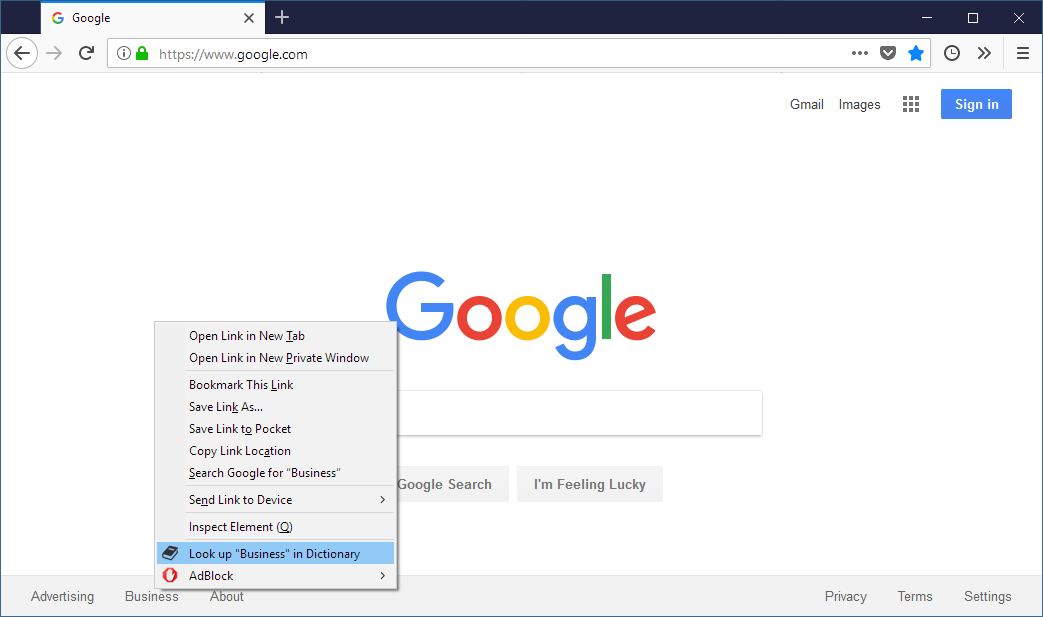 Google
https://www.google.com
Gmail Images Sign in
Google
Open Link in New Tab
Open Link in New Private Window
Bookmark This Link
Save Link As...
Save Link to Pocket
Copy Link Location
Search Google for “Business”
Google Search I'm Feeling Lucky
Send Link to Device
Inspect Element (Q)
Look up “Business” in Dictionary
AdBlock
Advertising Business About Privacy Terms Settings